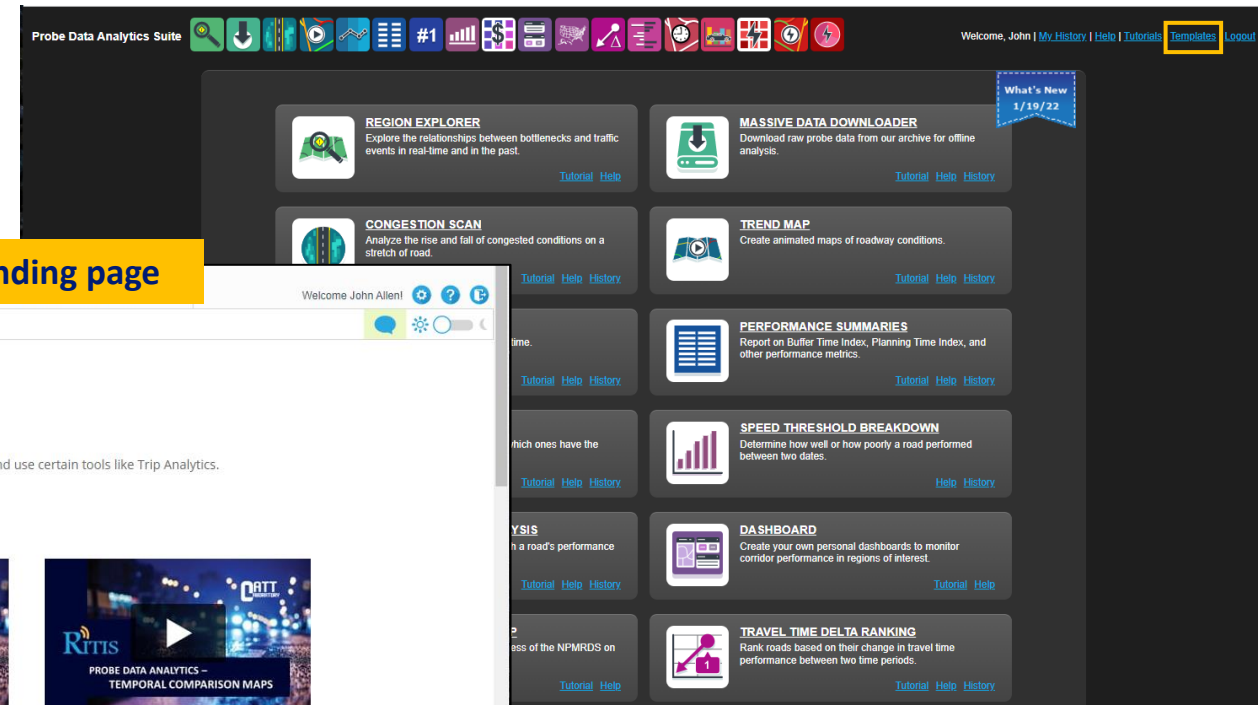 Probe Data Analytics Suite
#1
$
Welcome, John | My History | Help | Tutorials Templates Logout
What's New
1/19/22
REGION EXPLORER
Explore the relationships between bottlenecks and traffic
events in real-time and in the past.
Tutorial Help
MASSIVE DATA DOWNLOADER
Download raw probe data from our archive for offline
analysis.
Tutorial Help History
CONGESTION SCAN
Analyze the rise and fall of congested conditions on a
stretch of road.
Tutorial Help History
TREND MAP
Create animated maps of roadway conditions.
Tutorial Help History
nding page
Welcome John Allen!
?
nd use certain tools like Trip Analytics.
CATT
LABORATORY
RITIS
PROBE DATA ANALYTICS –
TEMPORAL COMPARISON MAPS
time.
Tutorial Help History
PERFORMANCE SUMMARIES
Report on Buffer Time Index, Planning Time Index, and
other performance metrics.
Tutorial Help History
which ones have the
Tutorial Help History
SPEED THRESHOLD BREAKDOWN
Determine how well or how poorly a road performed
between two dates.
Help History
YSIS
h a road's performance
Tutorial Help History
DASHBOARD
Create your own personal dashboards to monitor
corridor performance in regions of interest.
Tutorial Help
P
ess of the NPMRDS on
Tutorial Help
TRAVEL TIME DELTA RANKING
Rank roads based on their change in travel time
performance between two time periods.
1
Tutorial Help History